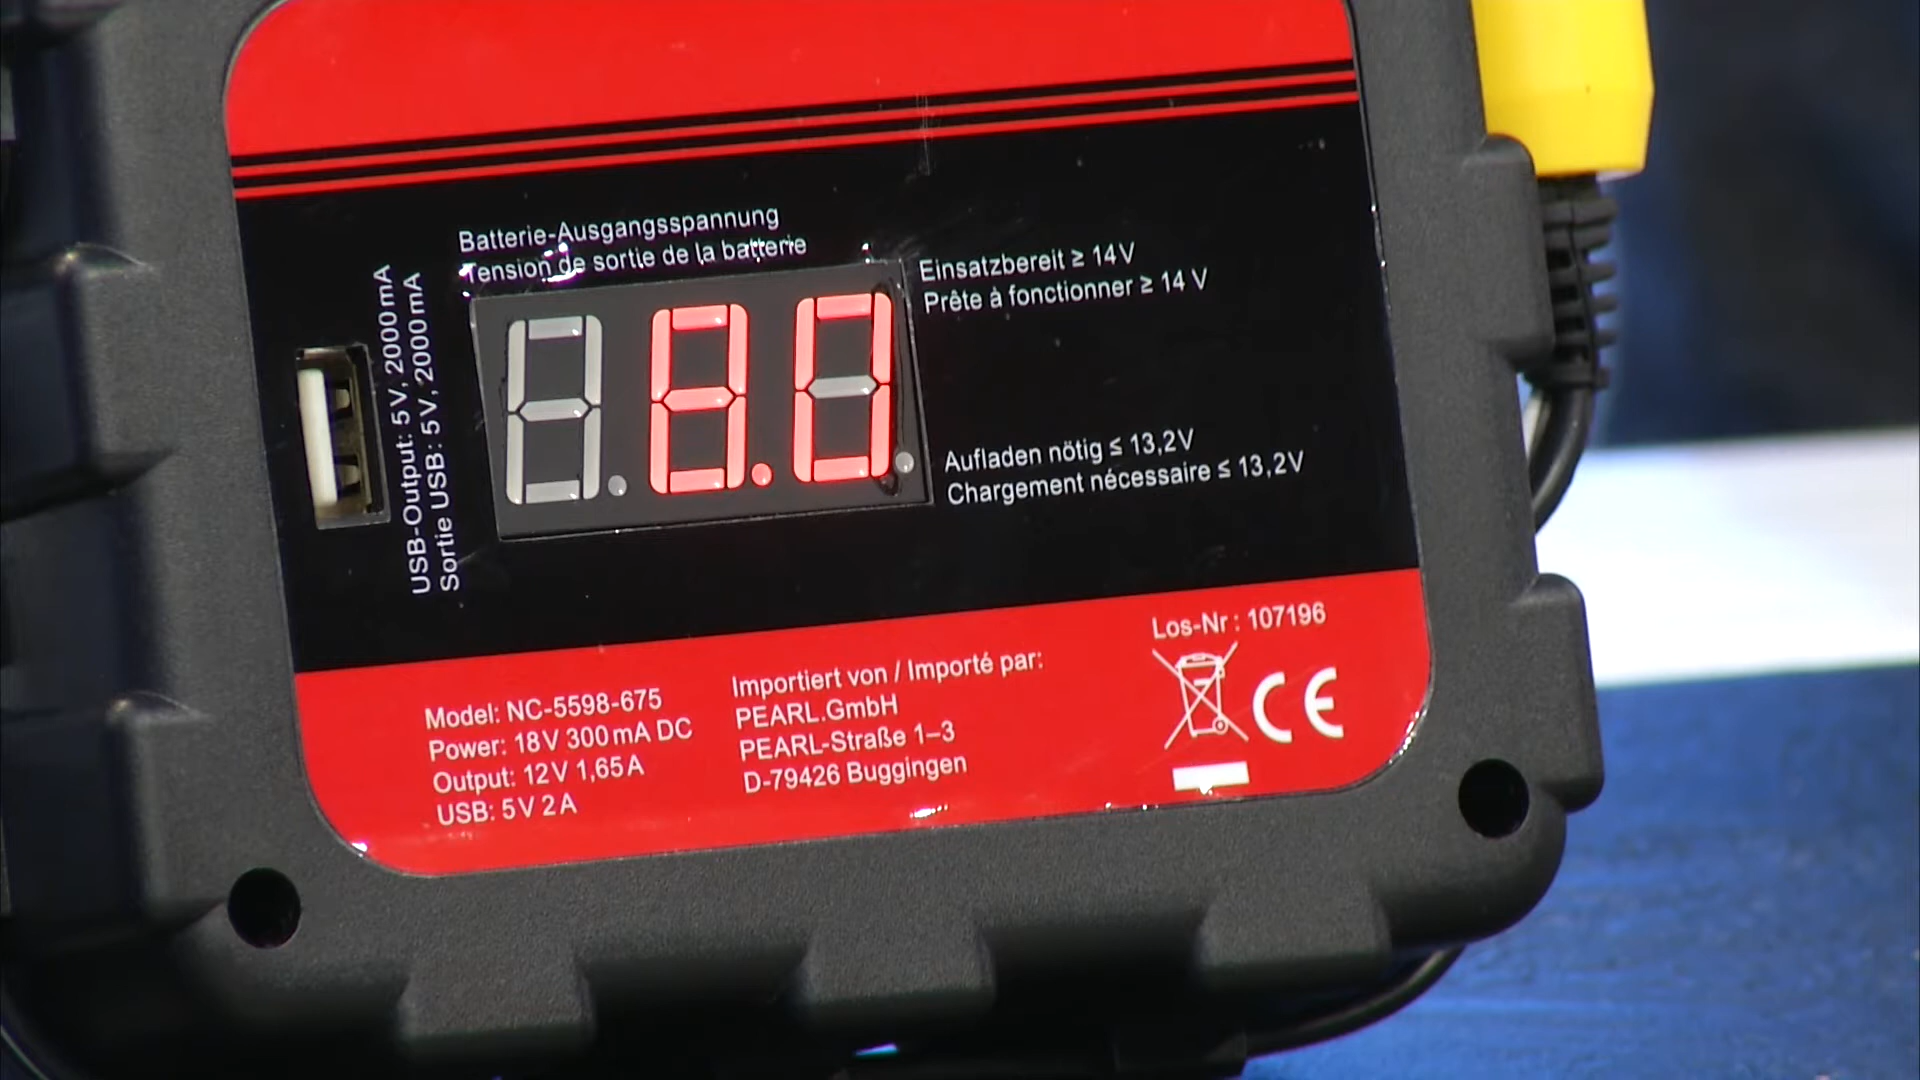 Batterie-Ausgangsspannung
Tension de sortie de la batterie
Einsatzbereit ≥ 14V
Prête à fonctionner ≥ 14 V
8.0
Aufladen nötig ≤ 13,2V
Chargement nécessaire ≤ 13,2V
USB-Output: 5V, 2000mA
Sortie USB: 5V, 2000mA
Model: NC-5598-675
Power: 18V 300mA DC
Output: 12V 1,65A
USB: 5V 2A
Importiert von / Importé par:
PEARL.GmbH
PEARL-Straße 1–3
D-79426 Buggingen
Los-Nr : 107196
CE